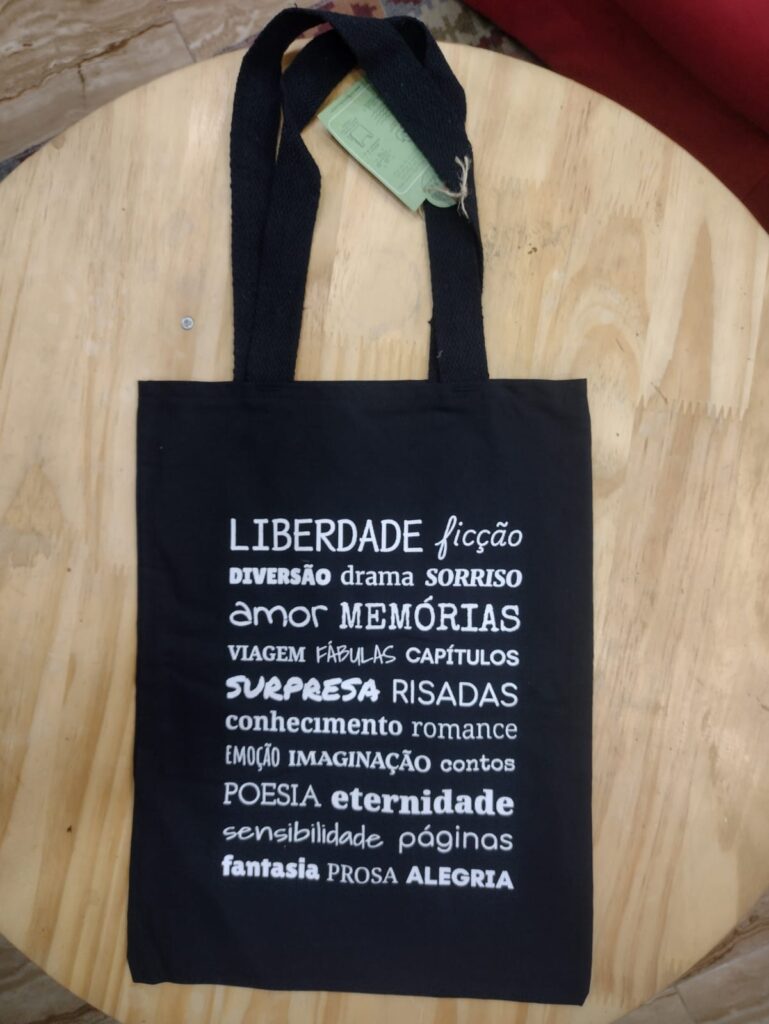 LIBERDADE ficção
DIVERSÃO drama SORRISO
amor MEMÓRIAS
VIAGEM FÁBULAS CAPÍTULOS
SURPRESA RISADAS
conhecimento romance
EMOÇÃO IMAGINAÇÃO contos
POESIA eternidade
sensibilidade páginas
fantasia PROSA ALEGRIA